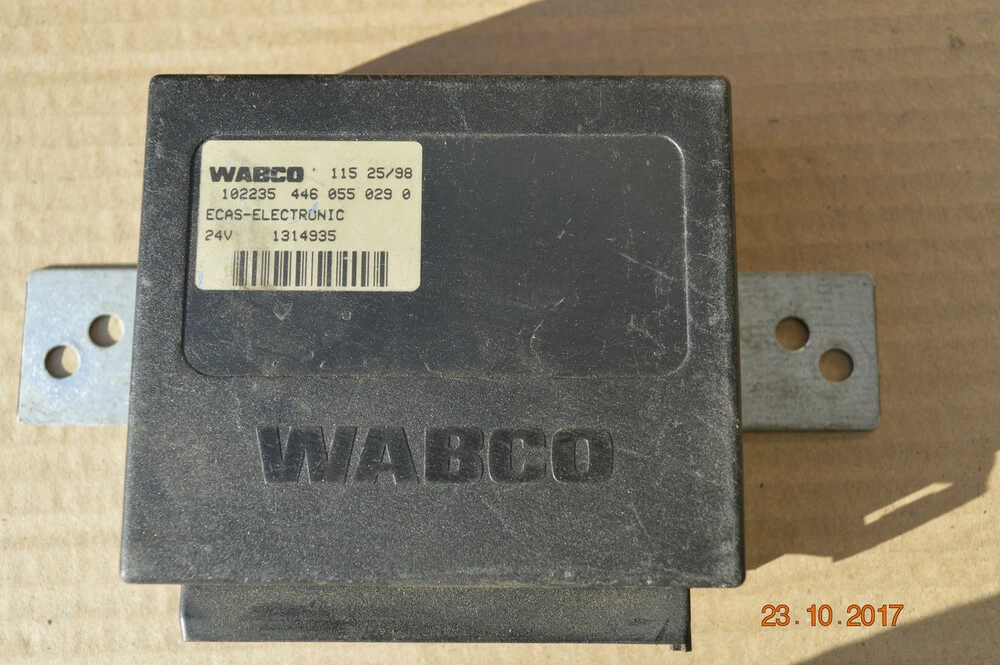 WABCO 115 25/98
102235 446 055 029 0
ECAS-ELECTRONIC
24V 1314935
WABCO
23.10.2017